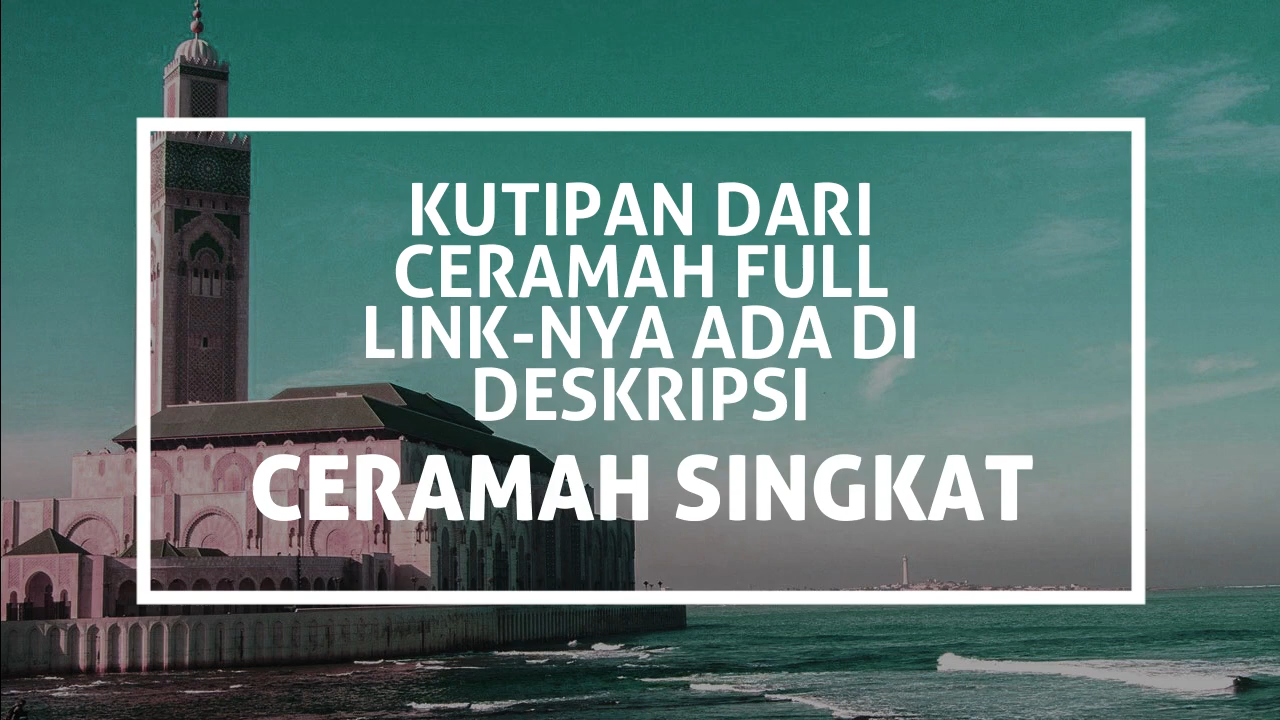 KUTIPAN DARI
CERAMAH FULL
LINK-NYA ADA DI
DESKRIPSI
CERAMAH SINGKAT